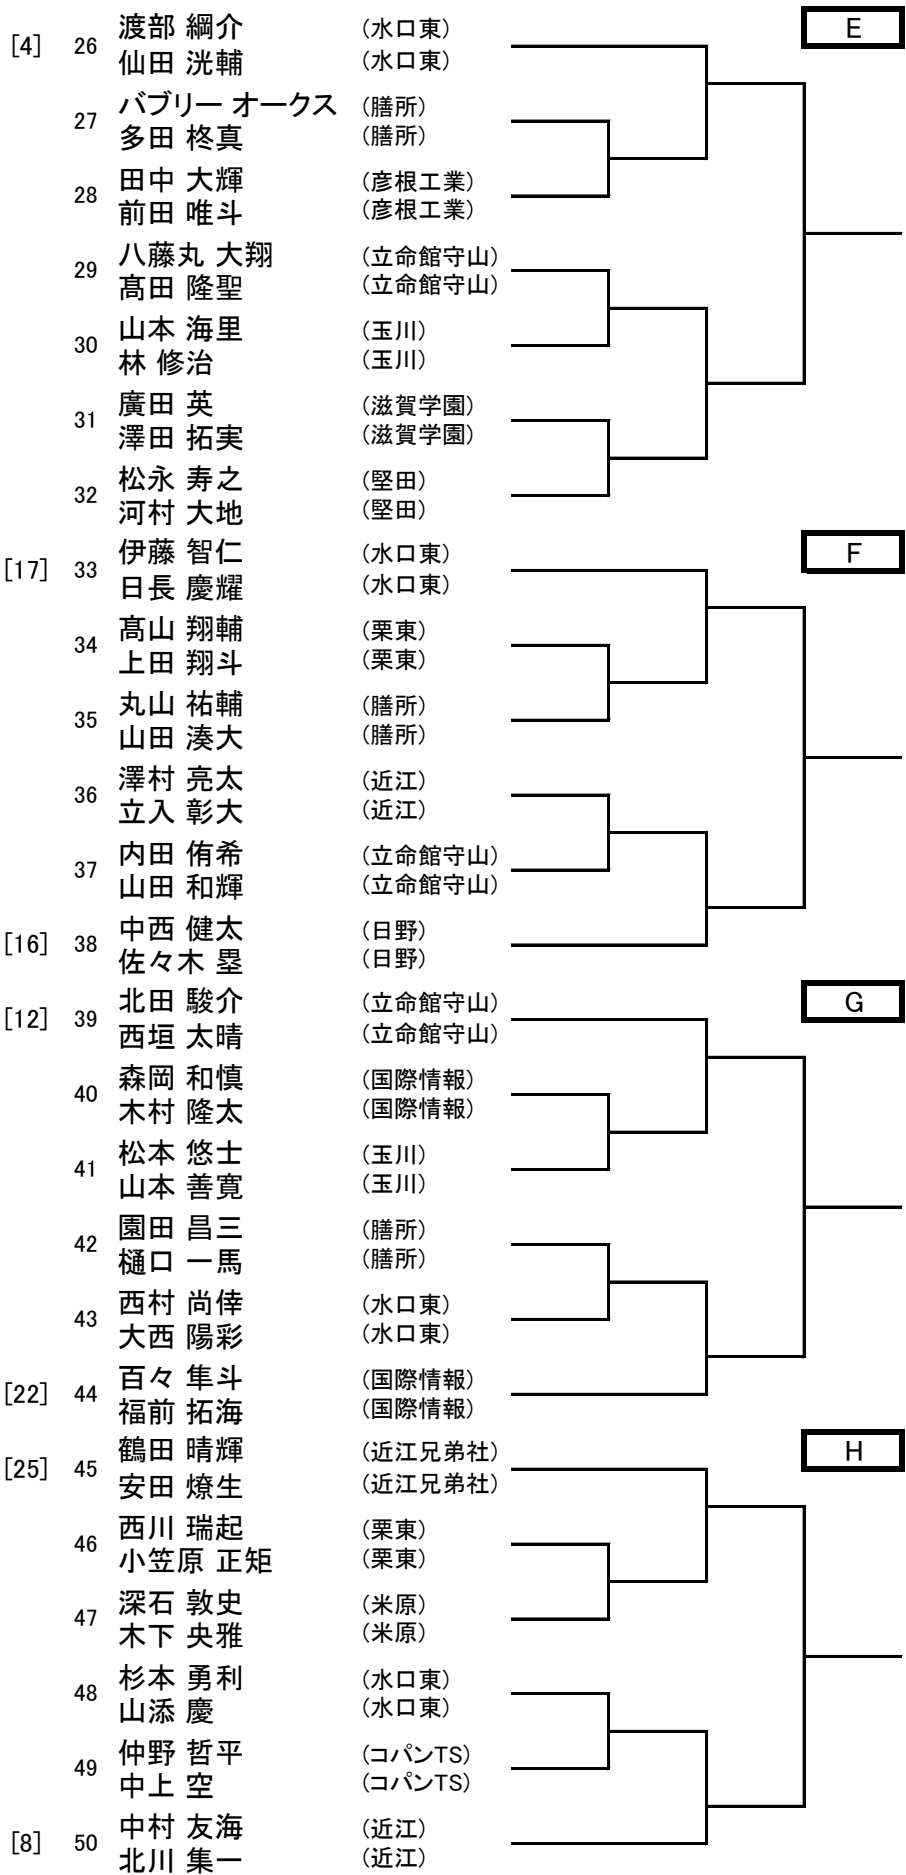 渡部 綱介 (水口東) E
[4] 26
仙田 洸輔 (水口東)
バブリー オークス (膳所)
27
多田 柊真 (膳所)
田中 大輝 (彦根工業)
28
前田 唯斗 (彦根工業)
八藤丸 大翔 (立命館守山)
29
髙田 隆聖 (立命館守山)
山本 海里 (玉川)
30
林 修治 (玉川)
廣田 英 (滋賀学園)
31
澤田 拓実 (滋賀学園)
松永 寿之 (堅田)
32
河村 大地 (堅田)
伊藤 智仁 (水口東) F
[17] 33
日長 慶耀 (水口東)
髙山 翔輔 (栗東)
34
上田 翔斗 (栗東)
丸山 祐輔 (膳所)
35
山田 湊大 (膳所)
澤村 亮太 (近江)
36
立入 彰大 (近江)
内田 侑希 (立命館守山)
37
山田 和輝 (立命館守山)
中西 健太 (日野)
[16] 38
佐々木 塁 (日野)
北田 駿介 (立命館守山) G
[12] 39
西垣 太晴 (立命館守山)
森岡 和慎 (国際情報)
40
木村 隆太 (国際情報)
松本 悠士 (玉川)
41
山本 善寛 (玉川)
園田 昌三 (膳所)
42
樋口 一馬 (膳所)
西村 尚倖 (水口東)
43
大西 陽彩 (水口東)
百々 隼斗 (国際情報)
[22] 44
福前 拓海 (国際情報)
鶴田 晴輝 (近江兄弟社) H
[25] 45
安田 燎生 (近江兄弟社)
西川 瑞起 (栗東)
46
小笠原 正矩 (栗東)
深石 敦史 (米原)
47
木下 央雅 (米原)
杉本 勇利 (水口東)
48
山添 慶 (水口東)
仲野 哲平 (コパンTS)
49
中上 空 (コパンTS)
中村 友海 (近江)
[8] 50
北川 集一 (近江)